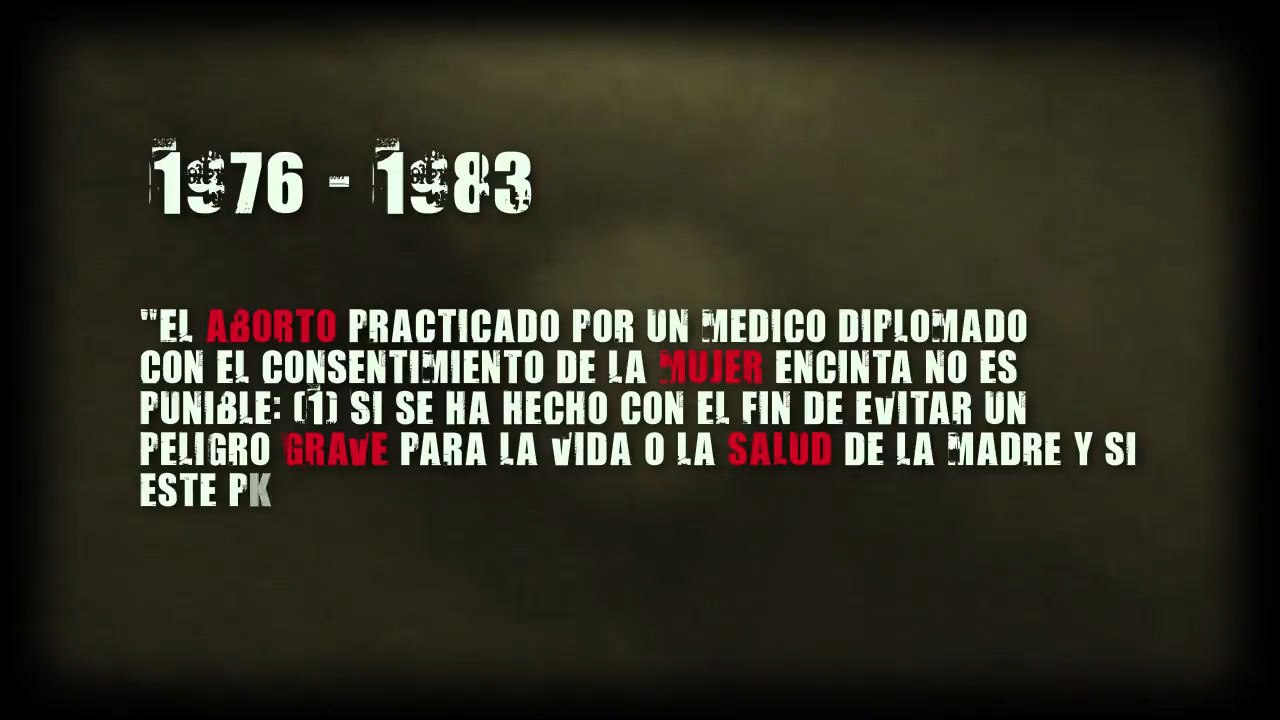 1976 - 1983
"EL ABORTO PRACTICADO POR UN MEDICO DIPLOMADO
CON EL CONSENTIMIENTO DE LA MUJER ENCINTA NO ES
PUNIBLE: (1) SI SE HA HECHO CON EL FIN DE EVITAR UN
PELIGRO GRAVE PARA LA VIDA O LA SALUD DE LA MADRE Y SI
ESTE PK